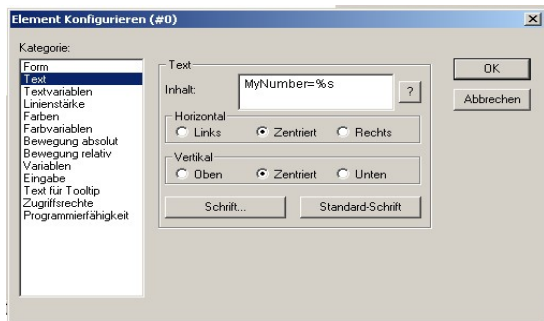 Element Konfigurieren (#0)
Kategorie:
Form
Text
Textvariablen
Linienstärke
Farben
Farbvariablen
Bewegung absolut
Bewegung relativ
Variablen
Eingabe
Text für Tooltip
Zugriffsrechte
Programmierfähigkeit
Text
Inhalt:
MyNumber=%s
?
Horizontal
Links Zentriert Rechts
Vertikal
Oben Zentriert Unten
Schrift... Standard-Schrift
OK
Abbrechen